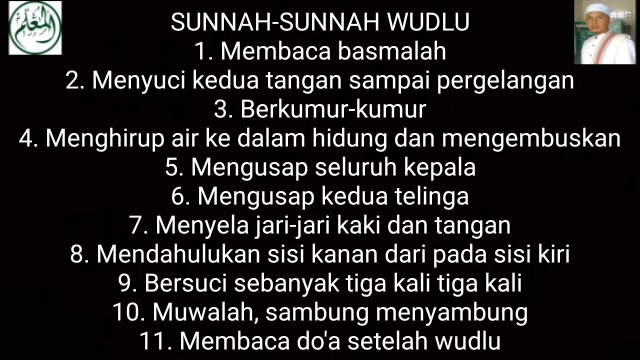 SUNNAH-SUNNAH WUDLU
1. Membaca basmalah
2. Menyuci kedua tangan sampai pergelangan
3. Berkumur-kumur
4. Menghirup air ke dalam hidung dan mengembuskan
5. Mengusap seluruh kepala
6. Mengusap kedua telinga
7. Menyela jari-jari kaki dan tangan
8. Mendahulukan sisi kanan dari pada sisi kiri
9. Bersuci sebanyak tiga kali tiga kali
10. Muwalah, sambung menyambung
11. Membaca do'a setelah wudlu